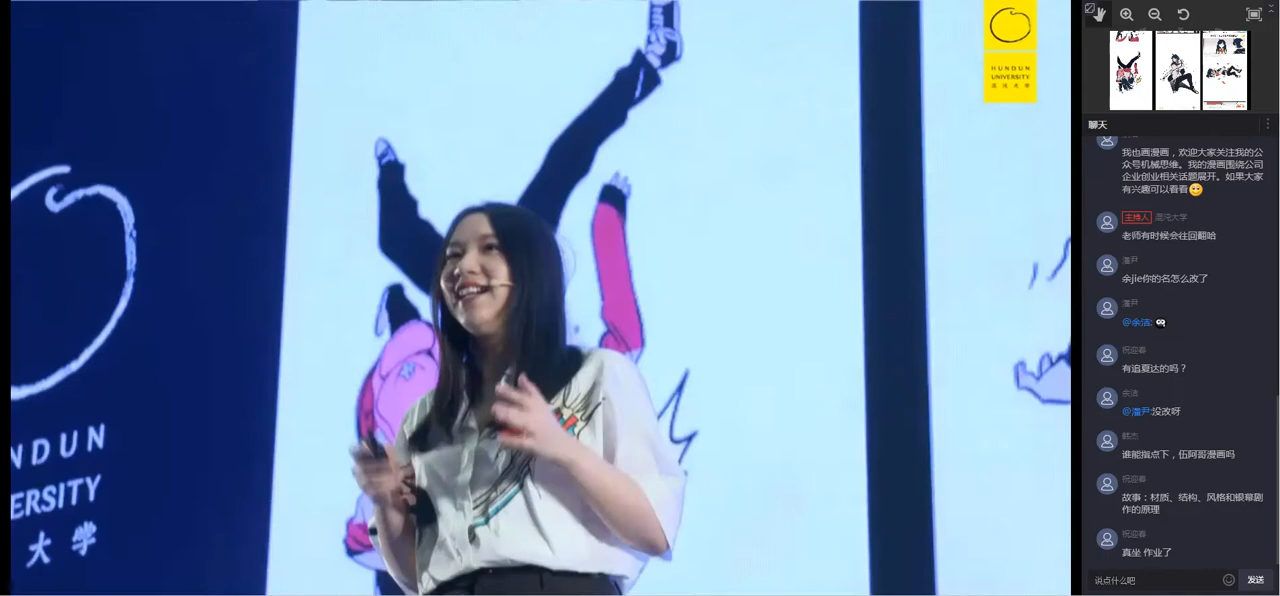 HUNDUN
UNIVERSITY
混沌大学
NDUN
ERSITY
大学
聊天
我也画漫画，欢迎大家关注我的公
众号机械思维。我的漫画围绕公司
企业创业相关话题展开。如果大家
有兴趣可以看看
主持人 混沌大学
老师有时候会往回翻哈
潘尹
余jie你的名怎么改了
潘尹
@余洁:
祝迎春
有追夏达的吗？
余洁
@潘尹:没改呀
韩杰
谁能指点下，伍阿哥漫画吗
祝迎春
故事：材质、结构、风格和银幕剧
作的原理
祝迎春
真坐 作业了
说点什么吧
发送